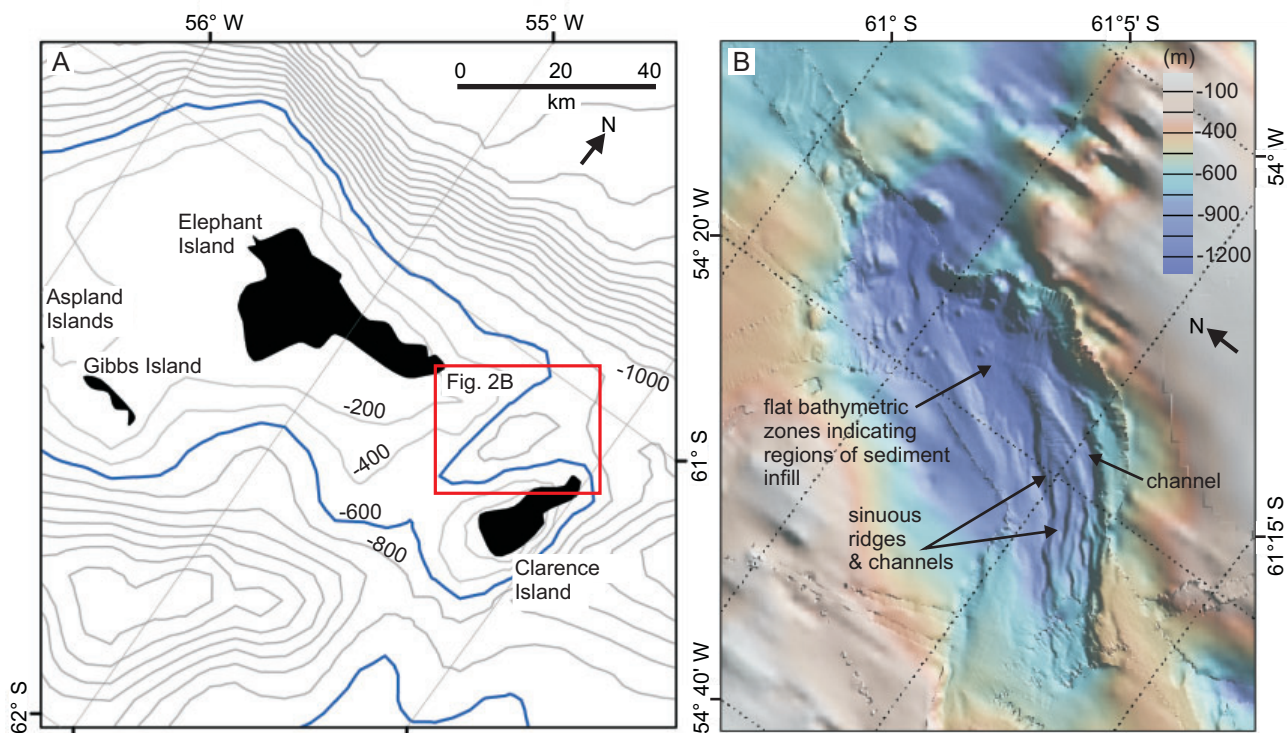 56° W
55° W
A
0 20 40
km
N
Elephant
Island
Aspland
Islands
Gibbs Island
Fig. 2B
-1000
-200
-400
-600
-800
Clarence
Island
61° S
62° S
61° S
61°5' S
B
(m)
-100
-400
-600
-900
-1200
54° W
54° 20' W
N
flat bathymetric
zones indicating
regions of sediment
infill
channel
sinuous
ridges
& channels
61°15' S
54° 40' W